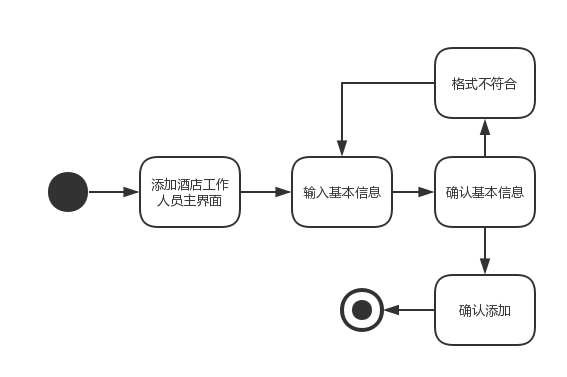 格式不符合
添加酒店工作
人员主界面
输入基本信息
确认基本信息
确认添加